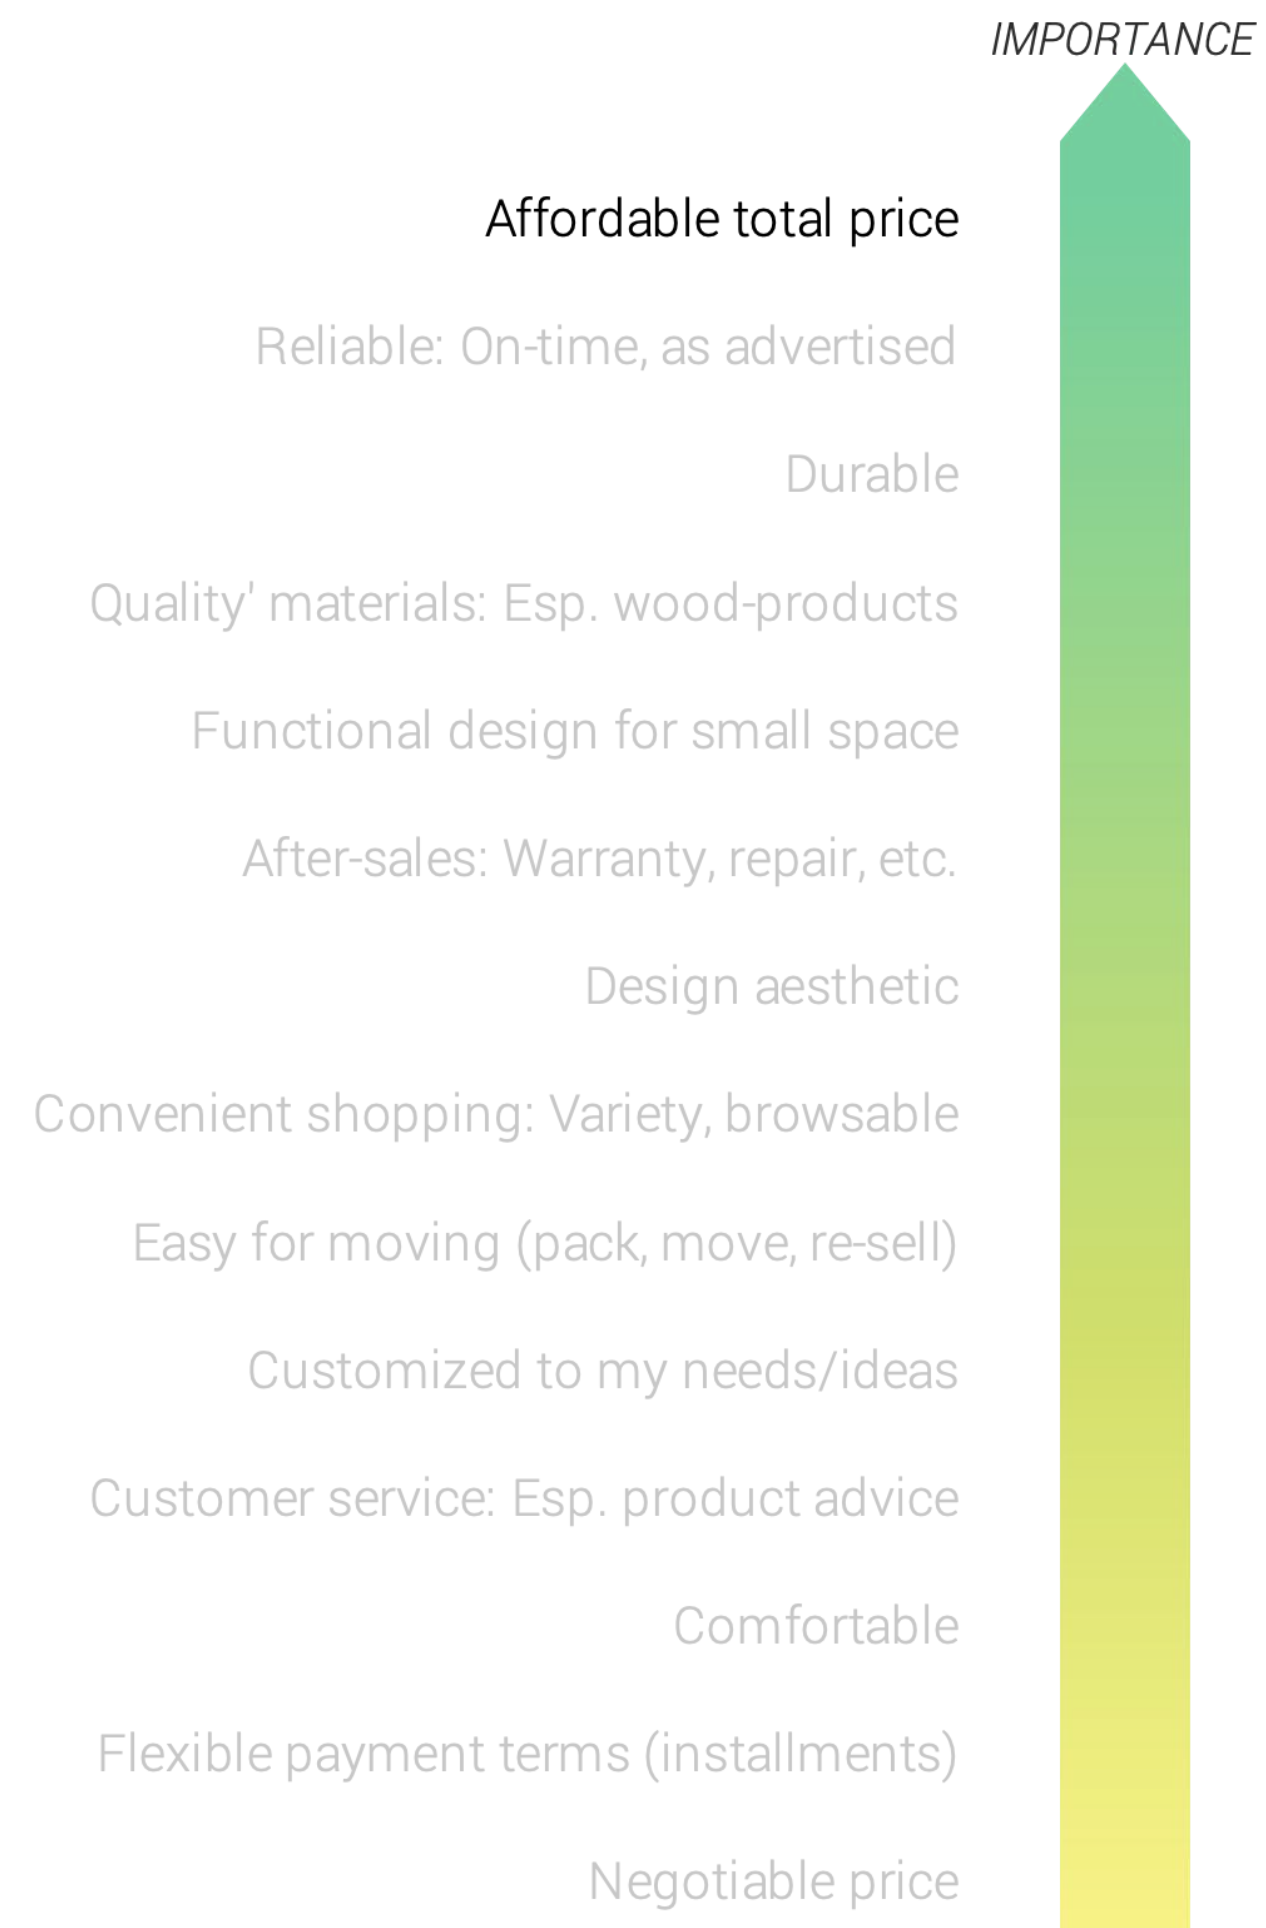 IMPORTANCE
Affordable total price
Reliable: On-time, as advertised
Durable
Quality' materials: Esp. wood-products
Functional design for small space
After-sales: Warranty, repair, etc.
Design aesthetic
Convenient shopping: Variety, browsable
Easy for moving (pack, move, re-sell)
Customized to my needs/ideas
Customer service: Esp. product advice
Comfortable
Flexible payment terms (installments)
Negotiable price